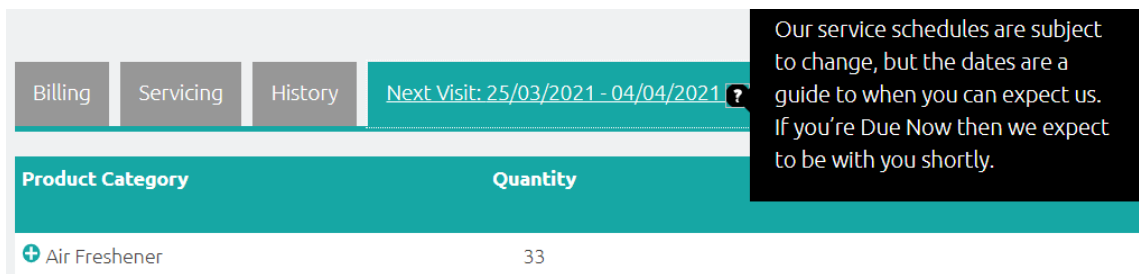 Our service schedules are subject
to change, but the dates are a
guide to when you can expect us.
If you’re Due Now then we expect
to be with you shortly.
Billing Servicing History Next Visit: 25/03/2021 - 04/04/2021 ?
Product Category Quantity
Air Freshener 33